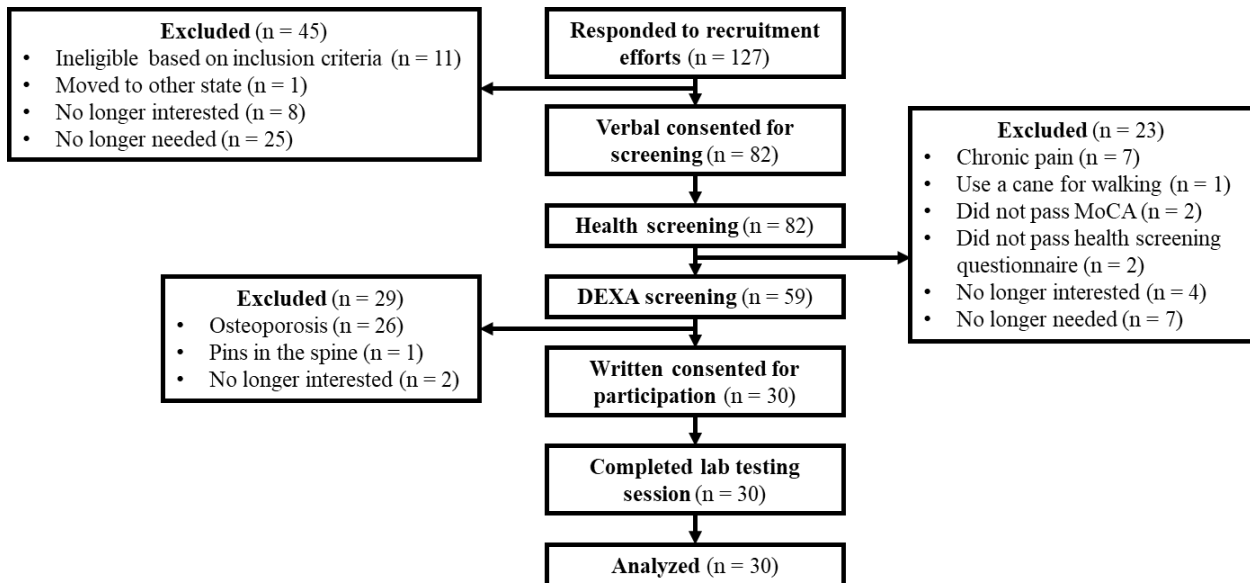 Excluded (n = 45)
• Ineligible based on inclusion criteria (n = 11)
• Moved to other state (n = 1)
• No longer interested (n = 8)
• No longer needed (n = 25)
Responded to recruitment
efforts (n = 127)
Verbal consented for
screening (n = 82)
Health screening (n = 82)
Excluded (n = 23)
• Chronic pain (n = 7)
• Use a cane for walking (n = 1)
• Did not pass MoCA (n = 2)
• Did not pass health screening
questionnaire (n = 2)
• No longer interested (n = 4)
• No longer needed (n = 7)
DEXA screening (n = 59)
Excluded (n = 29)
• Osteoporosis (n = 26)
• Pins in the spine (n = 1)
• No longer interested (n = 2)
Written consented for
participation (n = 30)
Completed lab testing
session (n = 30)
Analyzed (n = 30)